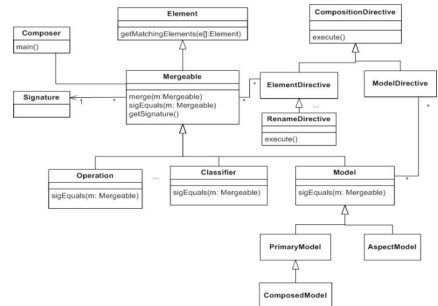 Element
getMatchingElements(e[]:Element)
CompositionDirective
execute()
Composer
main()
Mergeable
merge(m:Mergeable)
sigEquals(m: Mergeable)
getSignature()
Signature
1
*
*
*
ElementDirective
...
ModelDirective
*
RenameDirective
execute()
Operation
sigEquals(m: Mergeable)
...
Classifier
sigEquals(m: Mergeable)
Model
sigEquals(m: Mergeable)
*
PrimaryModel
AspectModel
ComposedModel